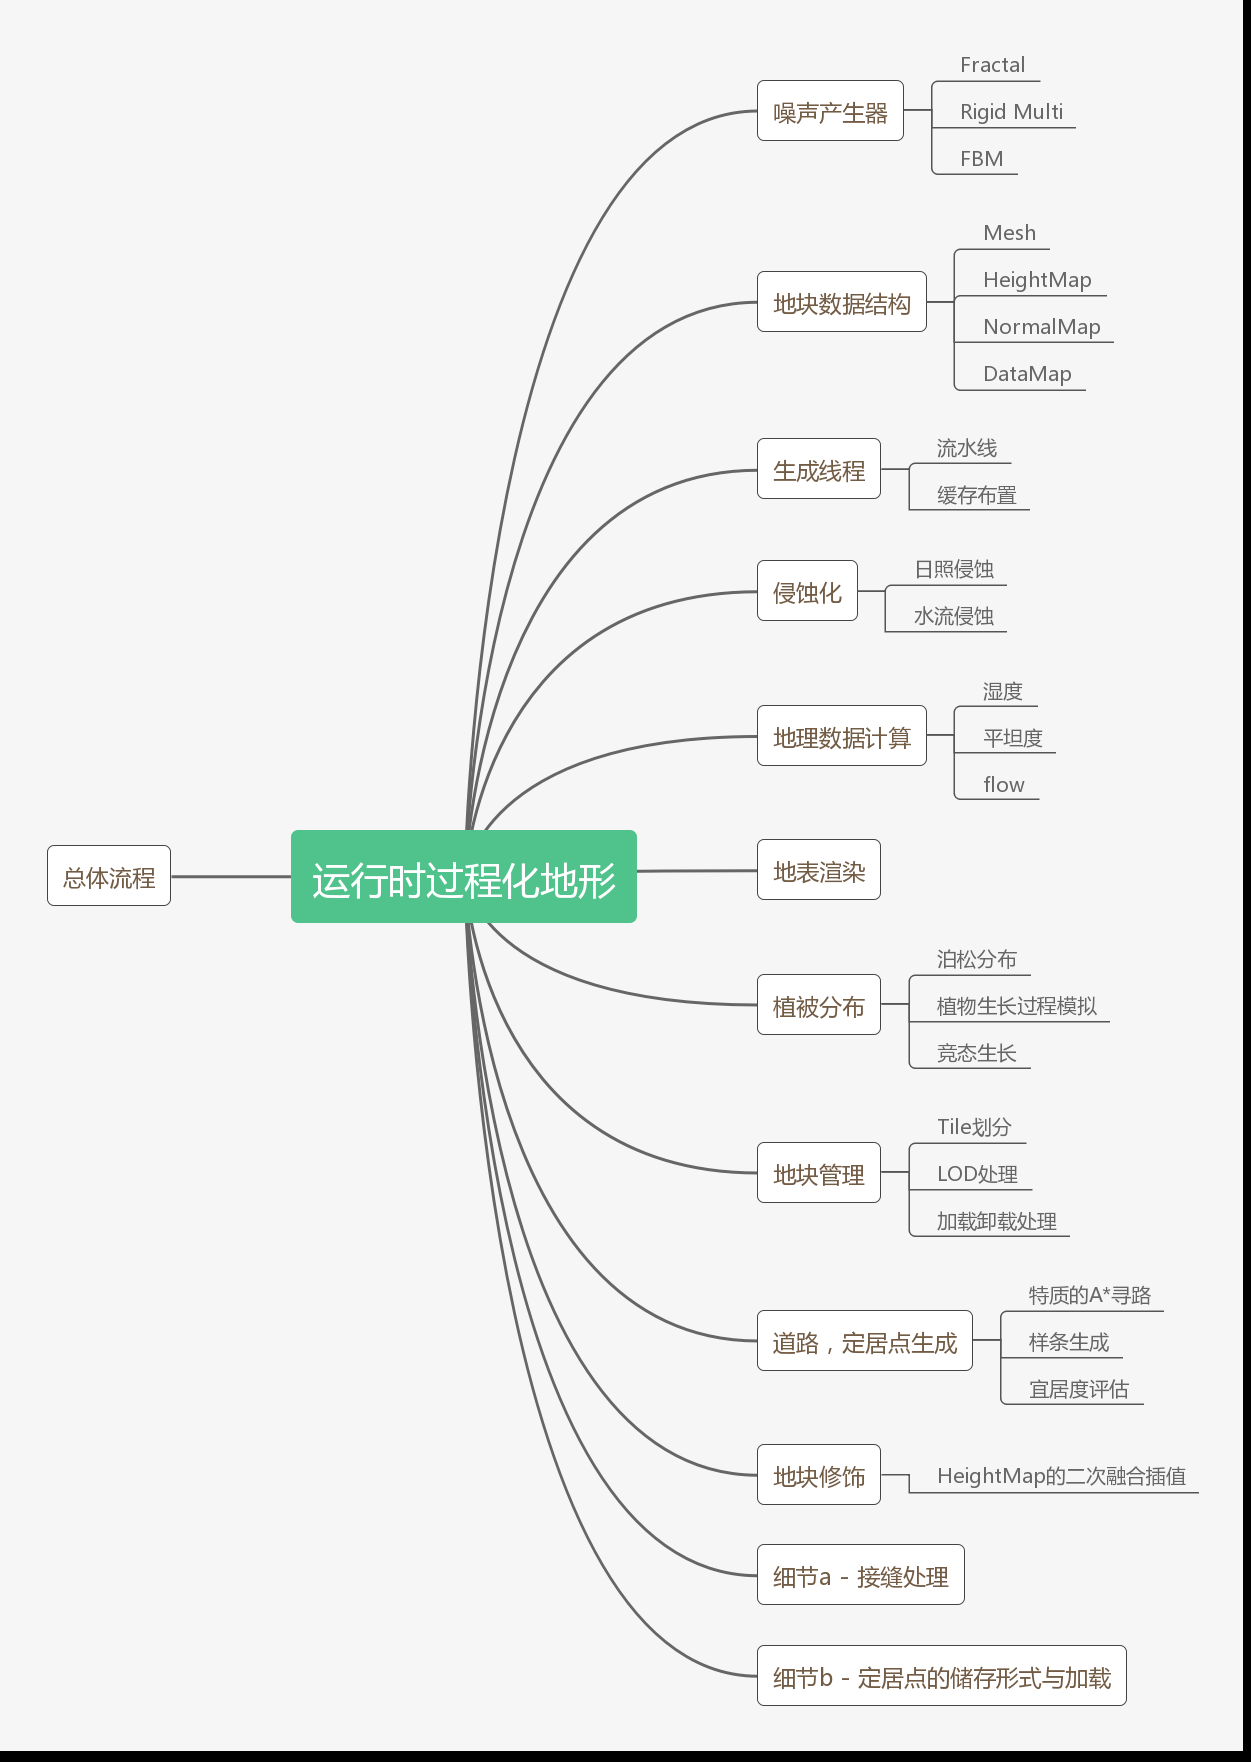 总体流程
运行时过程化地形
噪声产生器
Fractal
Rigid Multi
FBM
地块数据结构
Mesh
HeightMap
NormalMap
DataMap
生成线程
流水线
缓存布置
侵蚀化
日照侵蚀
水流侵蚀
地理数据计算
湿度
平坦度
flow
地表渲染
植被分布
泊松分布
植物生长过程模拟
竞态生长
地块管理
Tile划分
LOD处理
加载卸载处理
道路，定居点生成
特质的A*寻路
样条生成
宜居度评估
地块修饰
HeightMap的二次融合插值
细节a - 接缝处理
细节b - 定居点的储存形式与加载